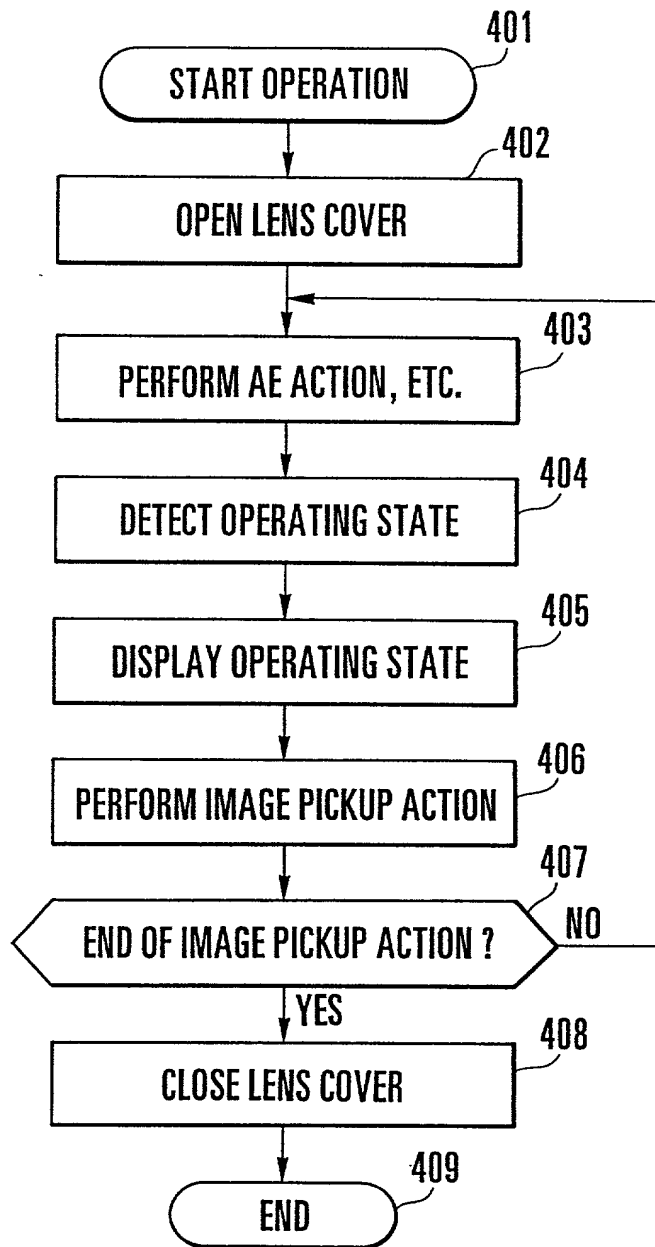 401
START OPERATION
402
OPEN LENS COVER
403
PERFORM AE ACTION, ETC.
404
DETECT OPERATING STATE
405
DISPLAY OPERATING STATE
406
PERFORM IMAGE PICKUP ACTION
407
END OF IMAGE PICKUP ACTION ?
NO
YES
408
CLOSE LENS COVER
409
END